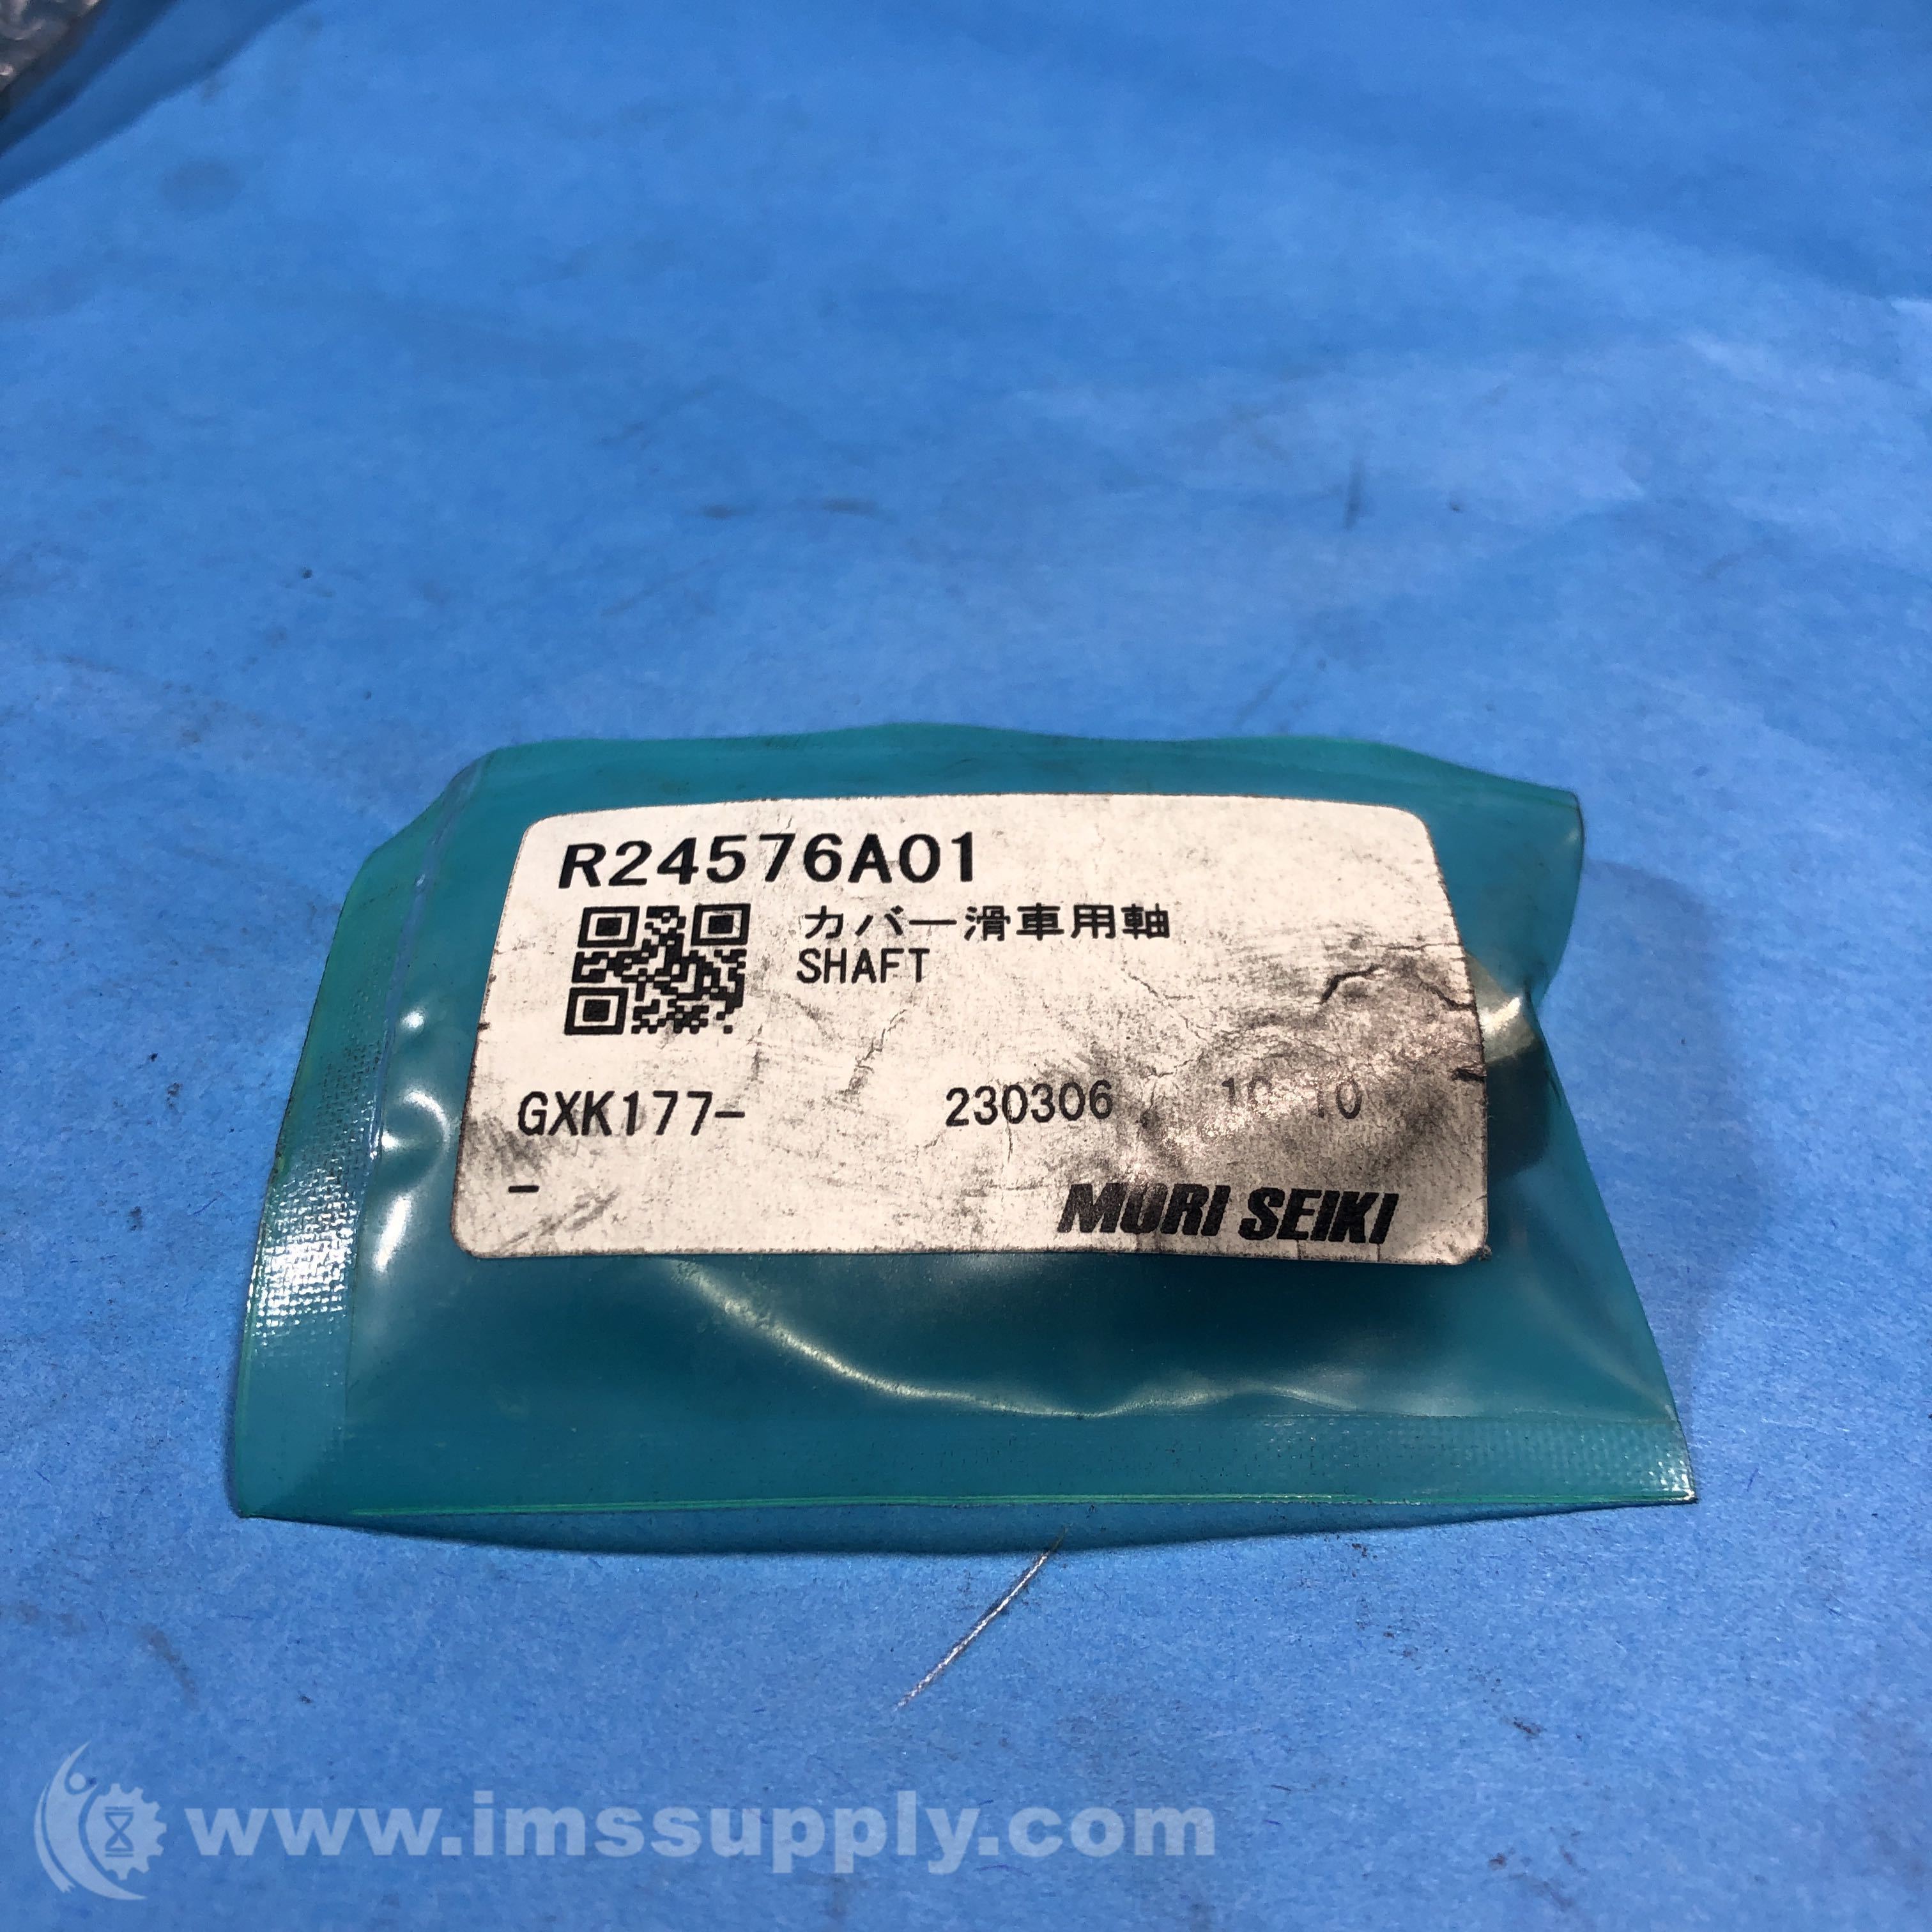 R24576A01
カバー滑車用軸
SHAFT
GXK177- 230306
-
MORI SEIKI
www.imssupply.com